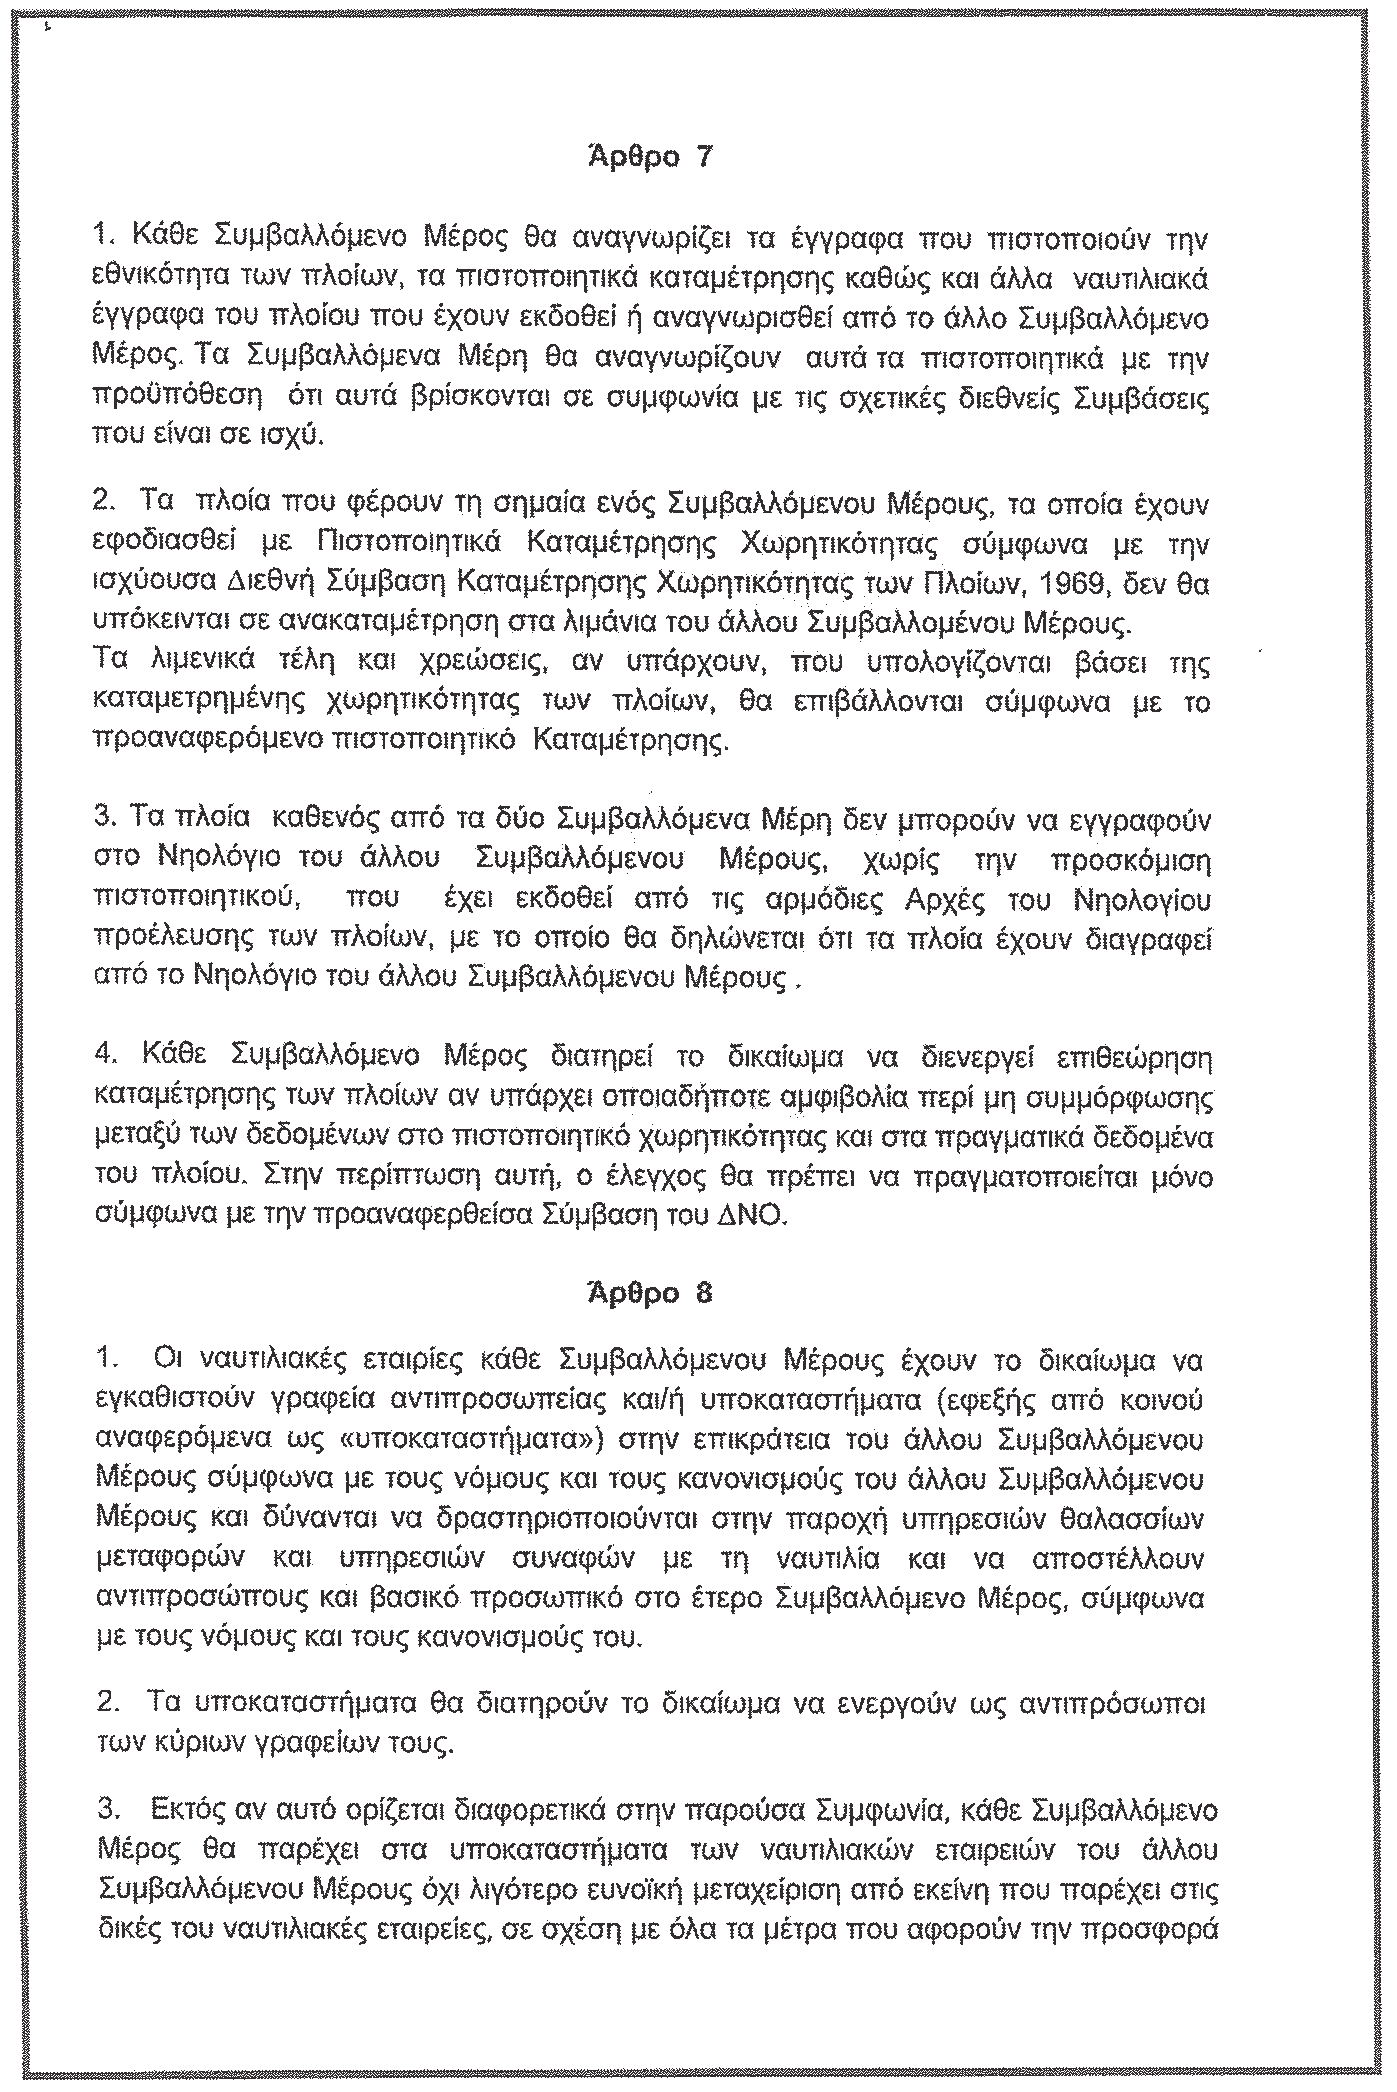 Άρθρο 7
1. Κάθε Συμβαλλόμενο Μέρος θα αναγνωρίζει τα έγγραφα που πιστοποιούν την
εθνικότητα των πλοίων, τα πιστοποιητικά καταμέτρησης καθώς και άλλα ναυτιλιακά
έγγραφα του πλοίου που έχουν εκδοθεί ή αναγνωρισθεί από το άλλο Συμβαλλόμενο
Μέρος. Τα Συμβαλλόμενα Μέρη θα αναγνωρίζουν αυτά τα πιστοποιητικά με την
προϋπόθεση ότι αυτά βρίσκονται σε συμφωνία με τις σχετικές διεθνείς Συμβάσεις
που είναι σε ισχύ.
2. Τα πλοία που φέρουν τη σημαία ενός Συμβαλλόμενου Μέρους, τα οποία έχουν
εφοδιασθεί με Πιστοποιητικά Καταμέτρησης Χωρητικότητας σύμφωνα με την
ισχύουσα Διεθνή Σύμβαση Καταμέτρησης Χωρητικότητας των Πλοίων, 1969, δεν θα
υπόκεινται σε ανακαταμέτρηση στα λιμάνια του άλλου Συμβαλλομένου Μέρους.
Τα λιμενικά τέλη και χρεώσεις, αν υπάρχουν, που υπολογίζονται βάσει της
καταμετρημένης χωρητικότητας των πλοίων, θα επιβάλλονται σύμφωνα με το
προαναφερόμενο πιστοποιητικό Καταμέτρησης.
3. Τα πλοία καθενός από τα δύο Συμβαλλόμενα Μέρη δεν μπορούν να εγγραφούν
στο Νηολόγιο του άλλου Συμβαλλόμενου Μέρους, χωρίς την προσκόμιση
πιστοποιητικού, που έχει εκδοθεί από τις αρμόδιες Αρχές του Νηολογίου
προέλευσης των πλοίων, με το οποίο θα δηλώνεται ότι τα πλοία έχουν διαγραφεί
από το Νηολόγιο του άλλου Συμβαλλόμενου Μέρους .
4. Κάθε Συμβαλλόμενο Μέρος διατηρεί το δικαίωμα να διενεργεί επιθεώρηση
καταμέτρησης των πλοίων αν υπάρχει οποιαδήποτε αμφιβολία περί μη συμμόρφωσης
μεταξύ των δεδομένων στο πιστοποιητικό χωρητικότητας και στα πραγματικά δεδομένα
του πλοίου. Στην περίπτωση αυτή, ο έλεγχος θα πρέπει να πραγματοποιείται μόνο
σύμφωνα με την προαναφερθείσα Σύμβαση του ΔΝΟ.
Άρθρο 8
1. Οι ναυτιλιακές εταιρίες κάθε Συμβαλλόμενου Μέρους έχουν το δικαίωμα να
εγκαθιστούν γραφεία αντιπροσωπείας και/ή υποκαταστήματα (εφεξής από κοινού
αναφερόμενα ως «υποκαταστήματα») στην επικράτεια του άλλου Συμβαλλόμενου
Μέρους σύμφωνα με τους νόμους και τους κανονισμούς του άλλου Συμβαλλόμενου
Μέρους και δύνανται να δραστηριοποιούνται στην παροχή υπηρεσιών θαλασσίων
μεταφορών και υπηρεσιών συναφών με τη ναυτιλία και να αποστέλλουν
αντιπροσώπους και βασικό προσωπικό στο έτερο Συμβαλλόμενο Μέρος, σύμφωνα
με τους νόμους και τους κανονισμούς του.
2. Τα υποκαταστήματα θα διατηρούν το δικαίωμα να ενεργούν ως αντιπρόσωποι
των κύριων γραφείων τους.
3. Εκτός αν αυτό ορίζεται διαφορετικά στην παρούσα Συμφωνία, κάθε Συμβαλλόμενο
Μέρος θα παρέχει στα υποκαταστήματα των ναυτιλιακών εταιρειών του άλλου
Συμβαλλόμενου Μέρους όχι λιγότερο ευνοϊκή μεταχείριση από εκείνη που παρέχει στις
δικές του ναυτιλιακές εταιρείες, σε σχέση με όλα τα μέτρα που αφορούν την προσφορά